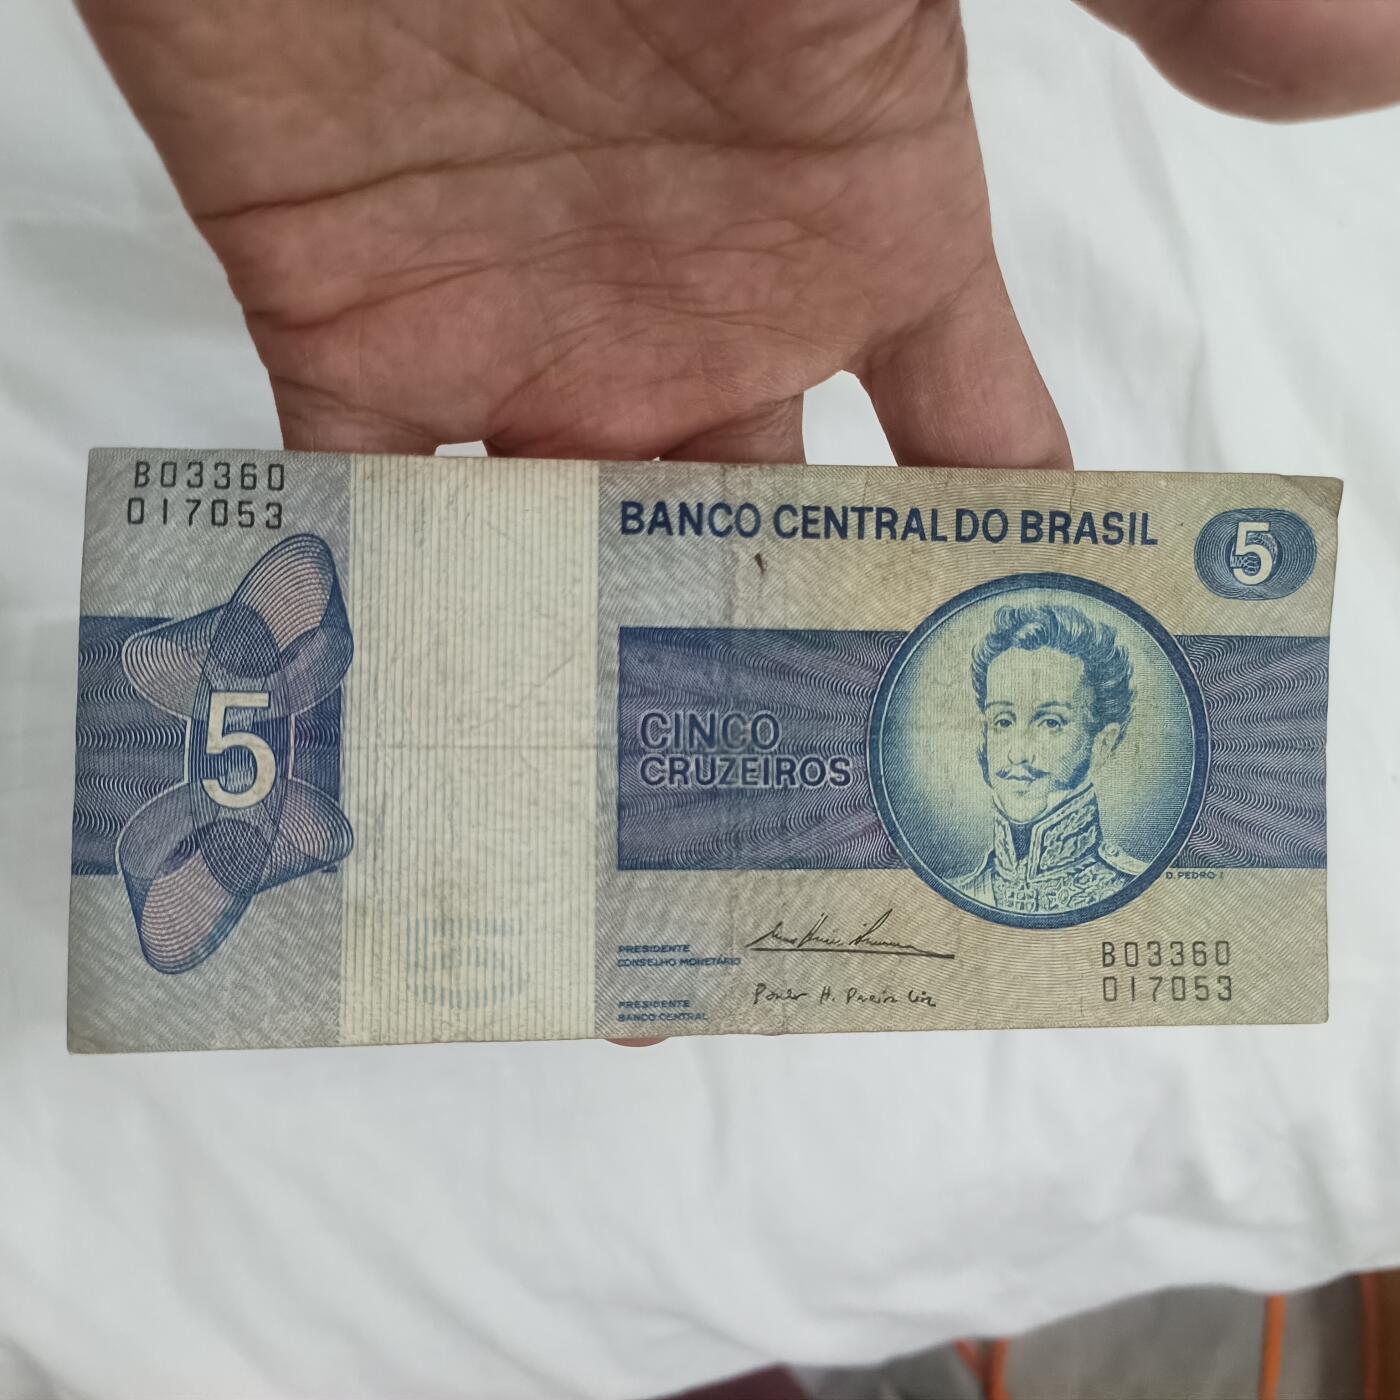 B03360
017053
BANCO CENTRAL DO BRASIL
5
5
CINCO
CRUZEIROS
D. PEDRO I
PRESIDENTE
CONSELHO MONETÁRIO
PRESIDENTE
BANCO CENTRAL
B03360
017053
5